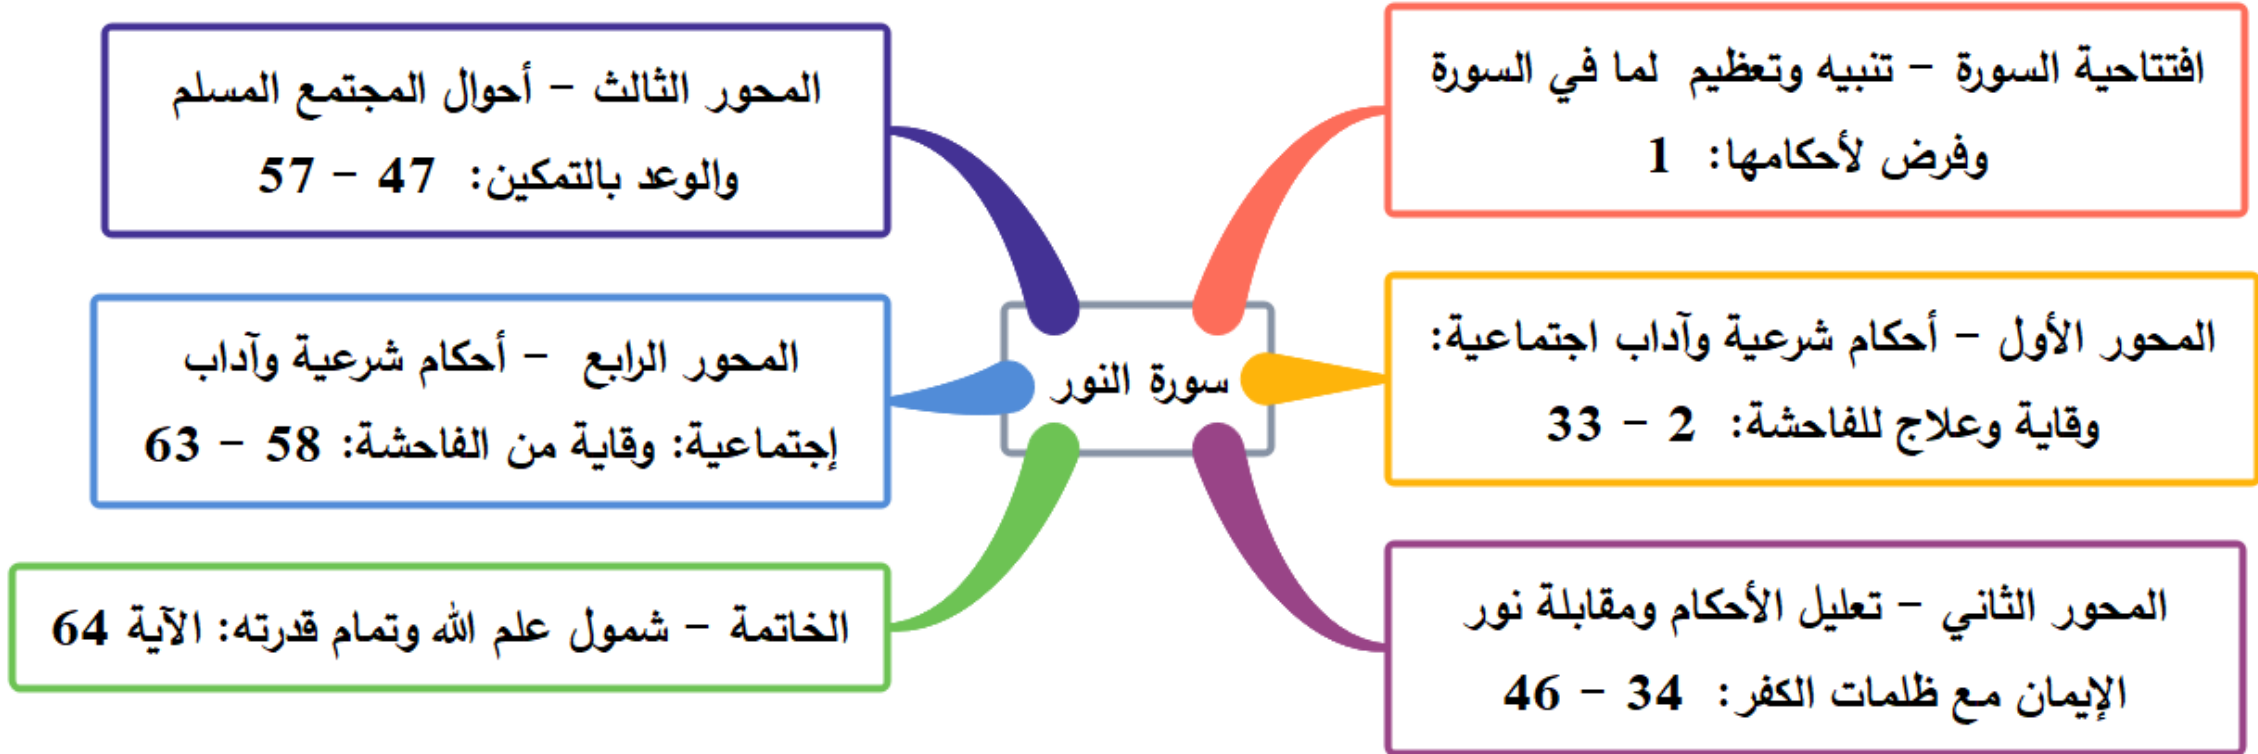 سورة النور
افتتاحية السورة – تنبيه وتعظيم لما في السورة
وفرض لأحكامها: 1
المحور الأول – أحكام شرعية وآداب اجتماعية:
وقاية وعلاج للفاحشة: 2 – 33
المحور الثاني – تعليل الأحكام ومقابلة نور
الإيمان مع ظلمات الكفر: 34 – 46
المحور الثالث – أحوال المجتمع المسلم
والوعد بالتمكين: 47 – 57
المحور الرابع – أحكام شرعية وآداب
إجتماعية: وقاية من الفاحشة: 58 – 63
الخاتمة – شمول علم الله وتمام قدرته: الآية 64